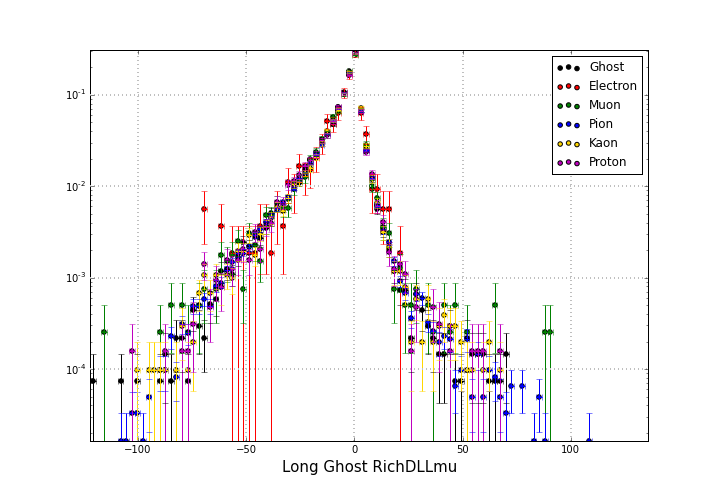 Ghost
Electron
Muon
Pion
Kaon
Proton
10⁻¹
10⁻²
10⁻³
10⁻⁴
−100 −50 0 50 100
Long Ghost RichDLLmu